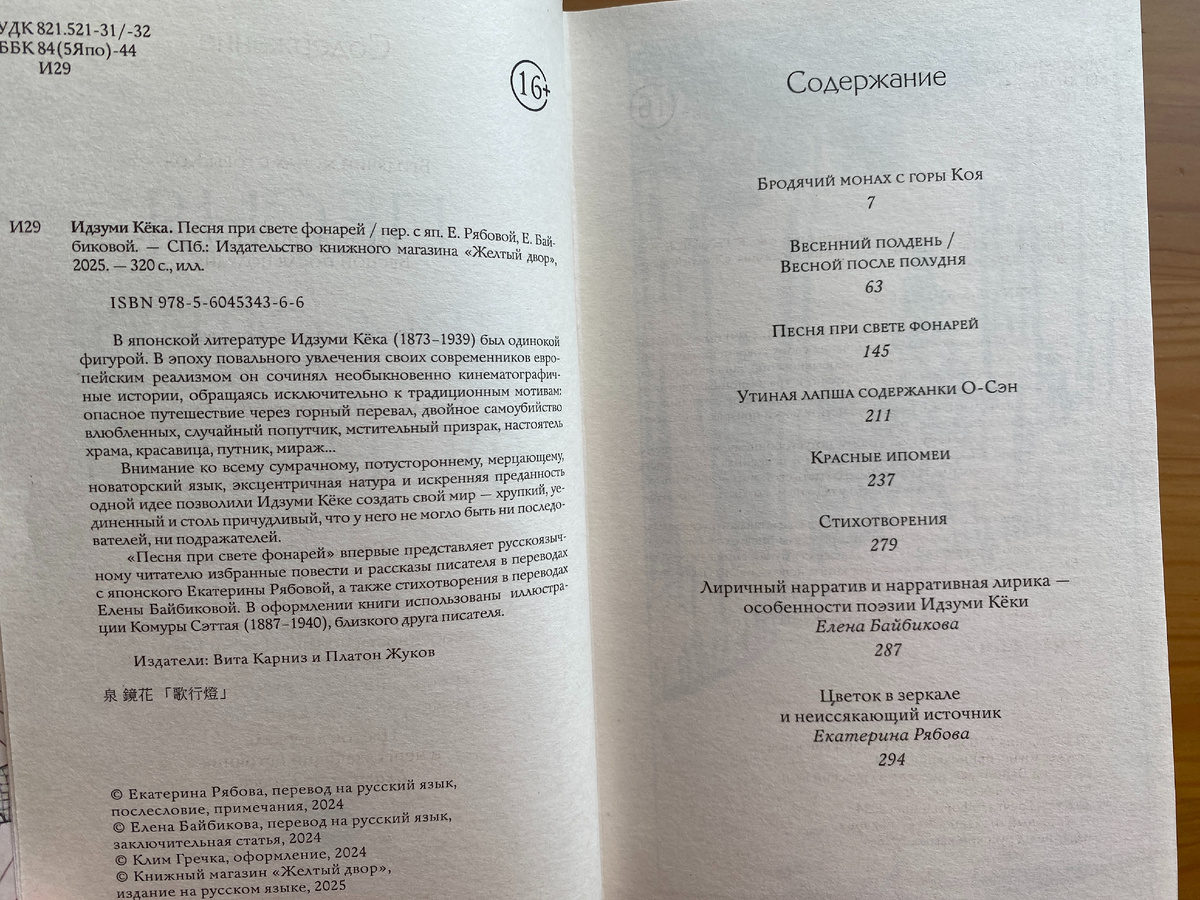 УДК 821.521-31/-32
ББК 84(5Япо)-44
И29
16+
И29 Идзуми Кёка. Песня при свете фонарей / пер. с яп. Е. Рябовой, Е. Бай-
биковой. — СПб.: Издательство книжного магазина «Желтый двор»,
2025. — 320 с., илл.
ISBN 978-5-6045343-6-6
В японской литературе Идзуми Кёка (1873–1939) был одинокой
фигурой. В эпоху повального увлечения своих современников евро-
пейским реализмом он сочинял необыкновенно кинематографич-
ные истории, обращаясь исключительно к традиционным мотивам:
опасное путешествие через горный перевал, двойное самоубийство
влюбленных, случайный попутчик, мстительный призрак, настоятель
храма, красавица, путник, мираж...
Внимание ко всему сумрачному, потустороннему, мерцающему,
новаторский язык, эксцентричная натура и искренняя преданность
одной идее позволили Идзуми Кёке создать свой мир — хрупкий, уе-
диненный и столь причудливый, что у него не могло быть ни последо-
вателей, ни подражателей.
«Песня при свете фонарей» впервые представляет русскоязыч-
ному читателю избранные повести и рассказы писателя в переводах
с японского Екатерины Рябовой, а также стихотворения в переводах
Елены Байбиковой. В оформлении книги использованы иллюстра-
ции Комуры Сэттая (1887–1940), близкого друга писателя.
Издатели: Вита Карниз и Платон Жуков
泉 鏡花 「歌行燈」
© Екатерина Рябова, перевод на русский язык,
послесловие, примечания, 2024
© Елена Байбикова, перевод на русский язык,
заключительная статья, 2024
© Клим Гречка, оформление, 2024
© Книжный магазин «Желтый двор»,
издание на русском языке, 2025
Содержание
Бродячий монах с горы Коя
7
Весенний полдень /
Весной после полудня
63
Песня при свете фонарей
145
Утиная лапша содержанки О-Сэн
211
Красные ипомеи
237
Стихотворения
279
Лиричный нарратив и нарративная лирика —
особенности поэзии Идзуми Кёки
Елена Байбикова
287
Цветок в зеркале
и неиссякающий источник
Екатерина Рябова
294